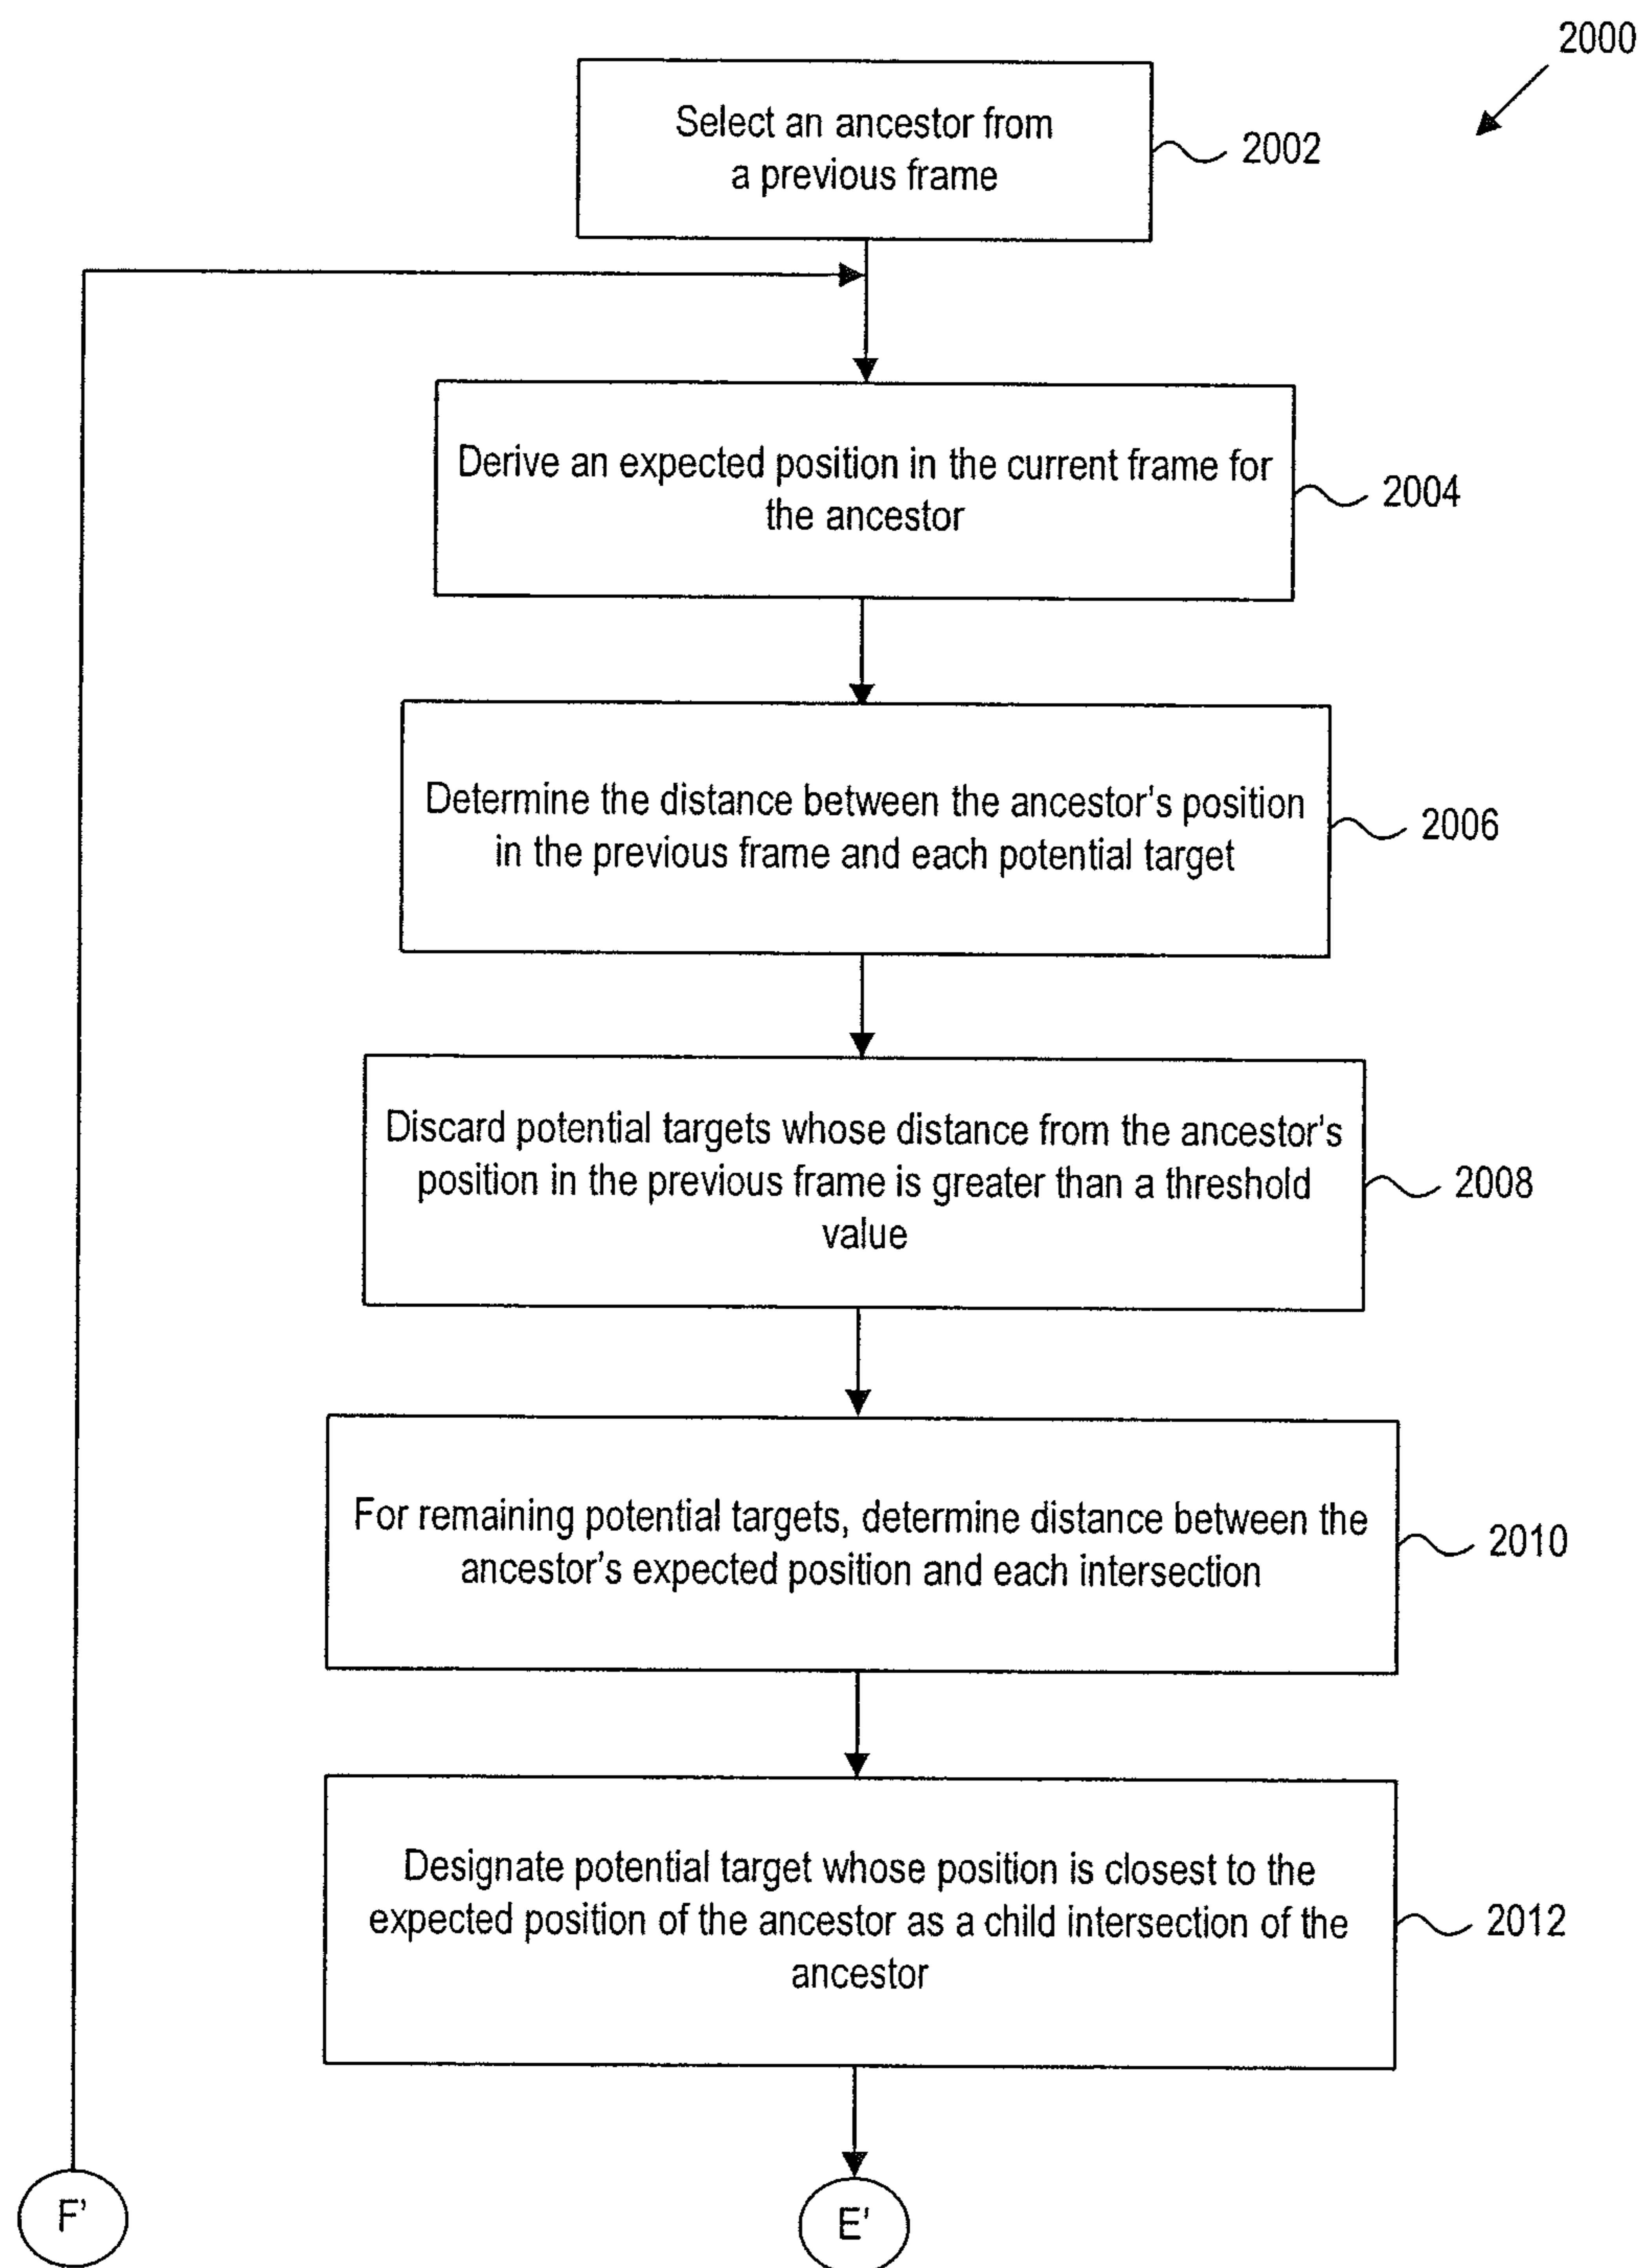 2000
Select an ancestor from
a previous frame
2002
Derive an expected position in the current frame for
the ancestor
2004
Determine the distance between the ancestor's position
in the previous frame and each potential target
2006
Discard potential targets whose distance from the ancestor's
position in the previous frame is greater than a threshold
value
2008
For remaining potential targets, determine distance between the
ancestor's expected position and each intersection
2010
Designate potential target whose position is closest to the
expected position of the ancestor as a child intersection of the
ancestor
2012
F'
E'